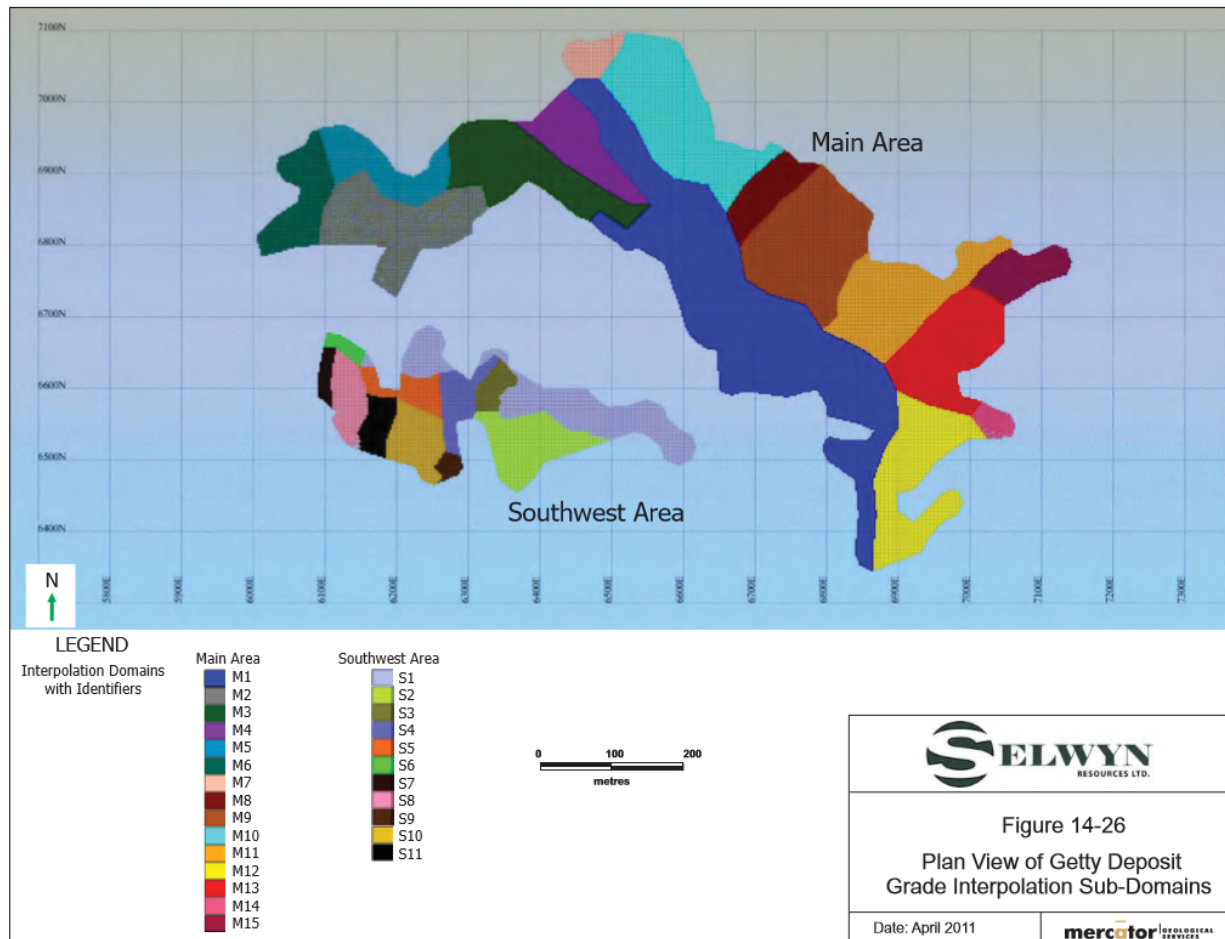 7100N
7000N
6900N
6800N
6700N
6600N
6500N
6400N
Main Area
Southwest Area
5800E
5900E
6000E
6100E
6200E
6300E
6400E
6500E
6600E
6700E
6800E
6900E
7000E
7100E
7200E
7300E
N
LEGEND
Interpolation Domains
with Identifiers
Main Area
M1
M2
M3
M4
M5
M6
M7
M8
M9
M10
M11
M12
M13
M14
M15
Southwest Area
S1
S2
S3
S4
S5
S6
S7
S8
S9
S10
S11
0 100 200
metres
SELWYN
RESOURCES LTD.
Figure 14-26
Plan View of Getty Deposit
Grade Interpolation Sub-Domains
Date: April 2011
mercator GEOLOGICAL
SERVICES